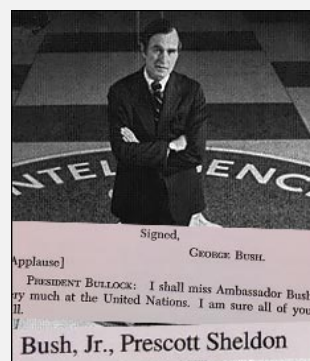 INTEL ENC
Signed,
GEORGE BUSH.
Applause]
PRESIDENT BULLOCK: I shall miss Ambassador Bush
ry much at the United Nations. I am sure all of you
ll.
Bush, Jr., Prescott Sheldon